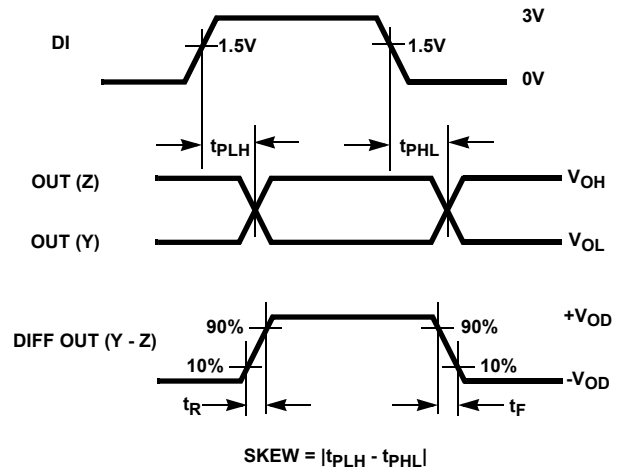 3V
DI
1.5V
1.5V
0V
tPLH
tPHL
OUT (Z)
VOH
OUT (Y)
VOL
+VOD
90%
90%
DIFF OUT (Y - Z)
10%
10%
-VOD
tR
tF
SKEW = |tPLH - tPHL|